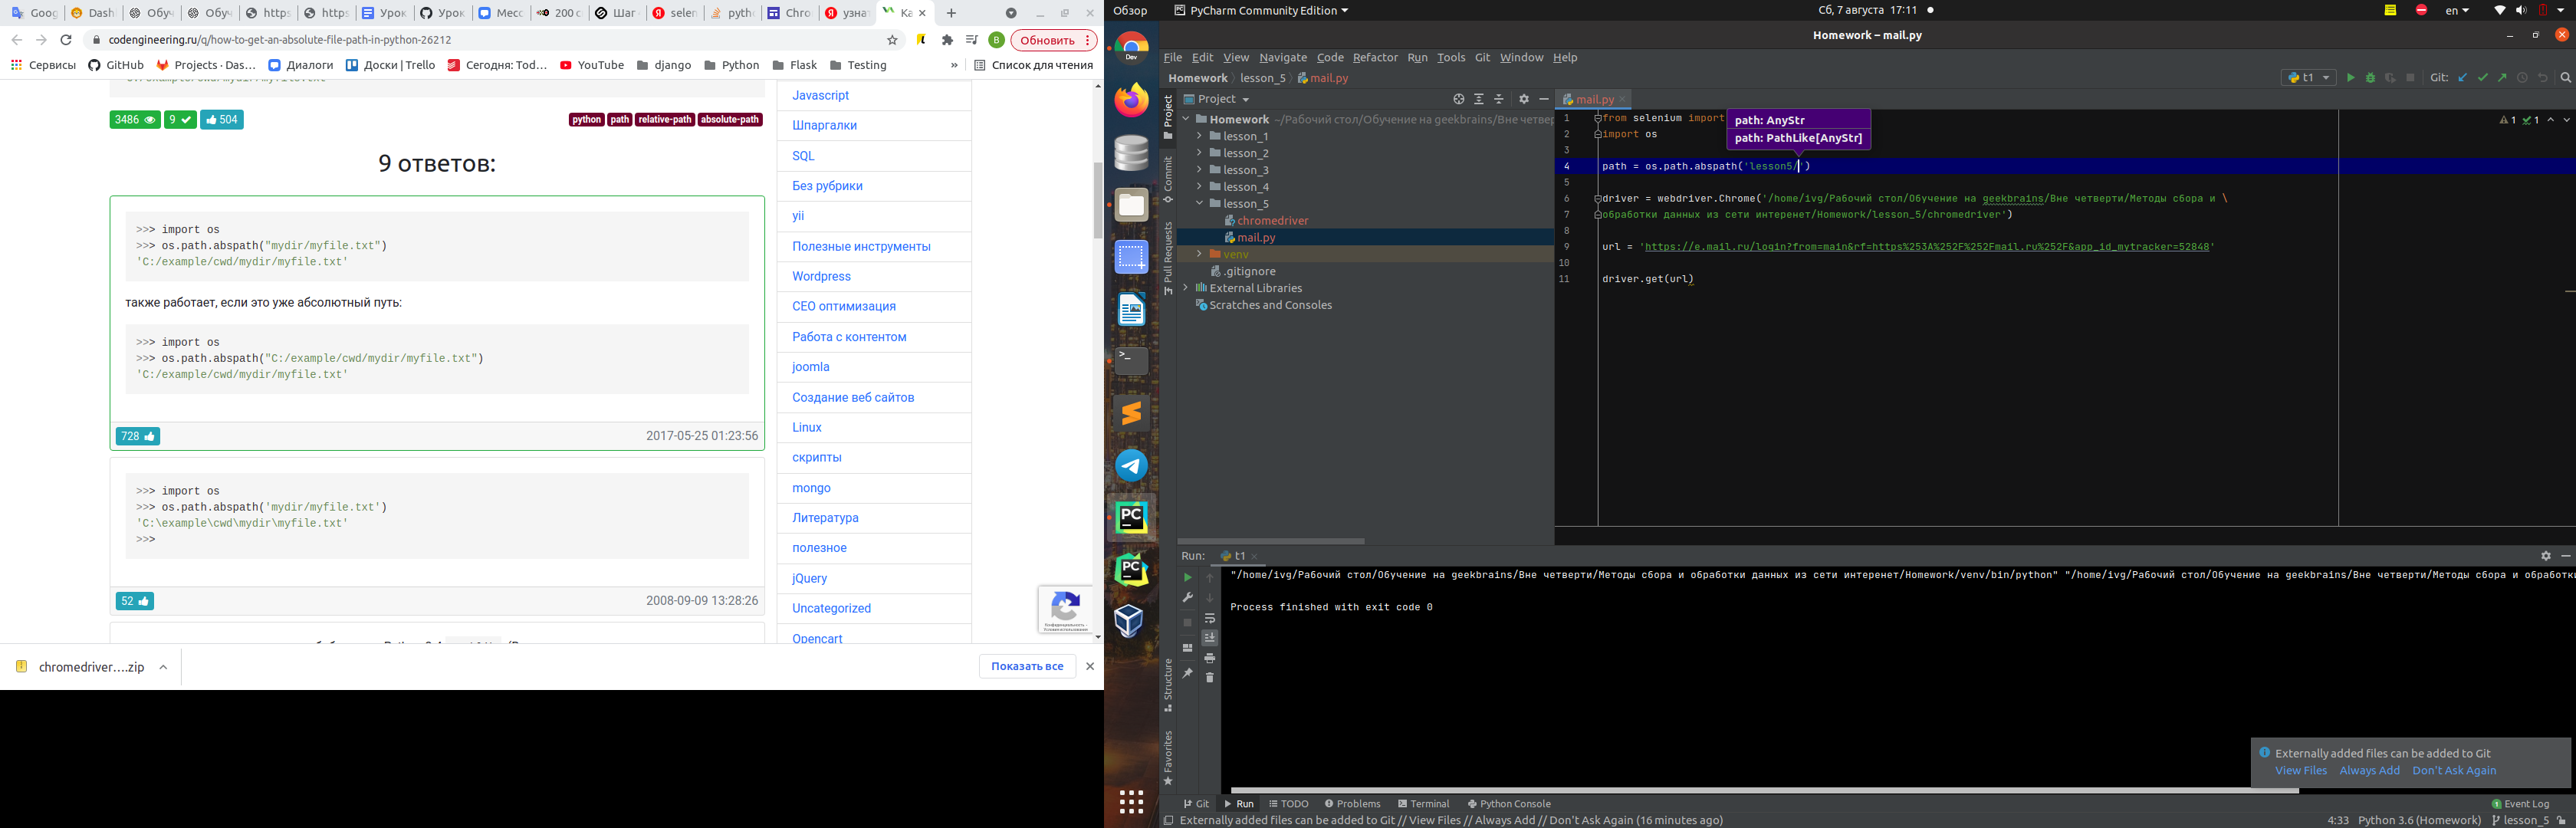 Goog
Dash
Обуч
Обуч
https
https
Урок
Урок
Месс
200 с
Шаг
selen
pyth
Chro
узнат
Ка
codengineering.ru/q/how-to-get-an-absolute-file-path-in-python-26212
Обновить
Сервисы
GitHub
Projects · Das…
Диалоги
Доски | Trello
Сегодня: Tod…
YouTube
django
Python
Flask
Testing
»
Список для чтения
3486
9
504
python
path
relative-path
absolute-path
9 ответов:
>>> import os
>>> os.path.abspath("mydir/myfile.txt")
'C:/example/cwd/mydir/myfile.txt'
также работает, если это уже абсолютный путь:
>>> import os
>>> os.path.abspath("C:/example/cwd/mydir/myfile.txt")
'C:/example/cwd/mydir/myfile.txt'
728
2017-05-25 01:23:56
>>> import os
>>> os.path.abspath('mydir/myfile.txt')
'C:\example\cwd\mydir\myfile.txt'
>>>
52
2008-09-09 13:28:26
Javascript
Шпаргалки
SQL
Без рубрики
yii
Полезные инструменты
Wordpress
СЕО оптимизация
Работа с контентом
joomla
Создание веб сайтов
Linux
скрипты
mongo
Литература
полезное
jQuery
Uncategorized
Opencart
chromedriver….zip
Показать все
Обзор
PyCharm Community Edition
Сб, 7 августа 17:11
en
Homework – mail.py
File Edit View Navigate Code Refactor Run Tools Git Window Help
Homework
lesson_5
mail.py
t1
Git:
Project
Commit
Pull Requests
Structure
Favorites
Project
Homework ~/Рабочий стол/Обучение на geekbrains/Вне четвер
lesson_1
lesson_2
lesson_3
lesson_4
lesson_5
chromedriver
mail.py
venv
.gitignore
External Libraries
Scratches and Consoles
mail.py
1 from selenium import
path: AnyStr
path: PathLike[AnyStr]
2 import os
3
4 path = os.path.abspath('lesson5/')
5
6 driver = webdriver.Chrome('/home/ivg/Рабочий стол/Обучение на geekbrains/Вне четверти/Методы сбора и \
7 обработки данных из сети интеренет/Homework/lesson_5/chromedriver')
8
9 url = 'https://e.mail.ru/login?from=main&rf=https%253A%252F%252Fmail.ru%252F&app_id_mytracker=52848'
10
11 driver.get(url)
1 1
Run:
t1
"/home/ivg/Рабочий стол/Обучение на geekbrains/Вне четверти/Методы сбора и обработки данных из сети интеренет/Homework/venv/bin/python" "/home/ivg/Рабочий стол/Обучение на geekbrains/Вне четверти/Методы сбора и обработки
Process finished with exit code 0
Externally added files can be added to Git
View Files Always Add Don't Ask Again
Git
Run
TODO
Problems
Terminal
Python Console
1 Event Log
Externally added files can be added to Git // View Files // Always Add // Don't Ask Again (16 minutes ago)
4:33
Python 3.6 (Homework)
lesson_5